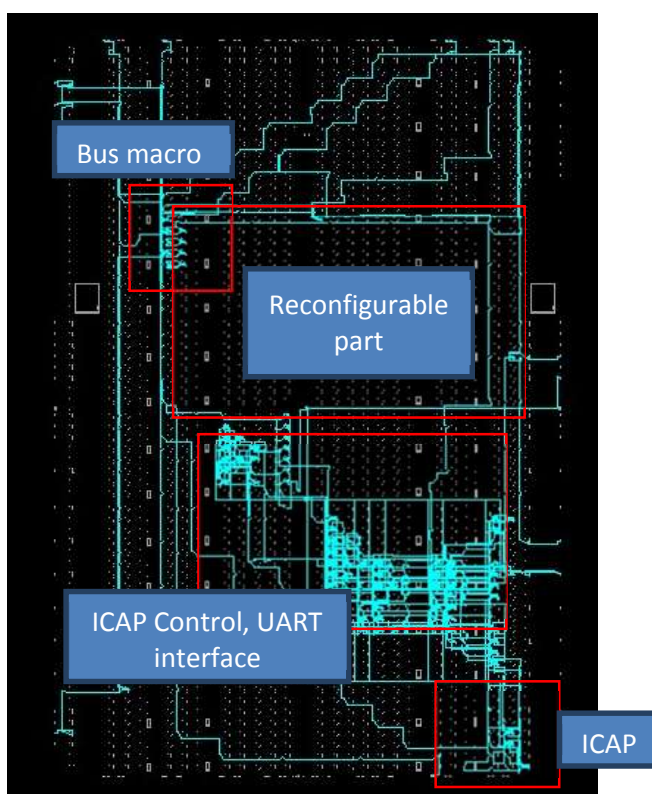 Bus macro
Reconfigurable
part
ICAP Control, UART
interface
ICAP